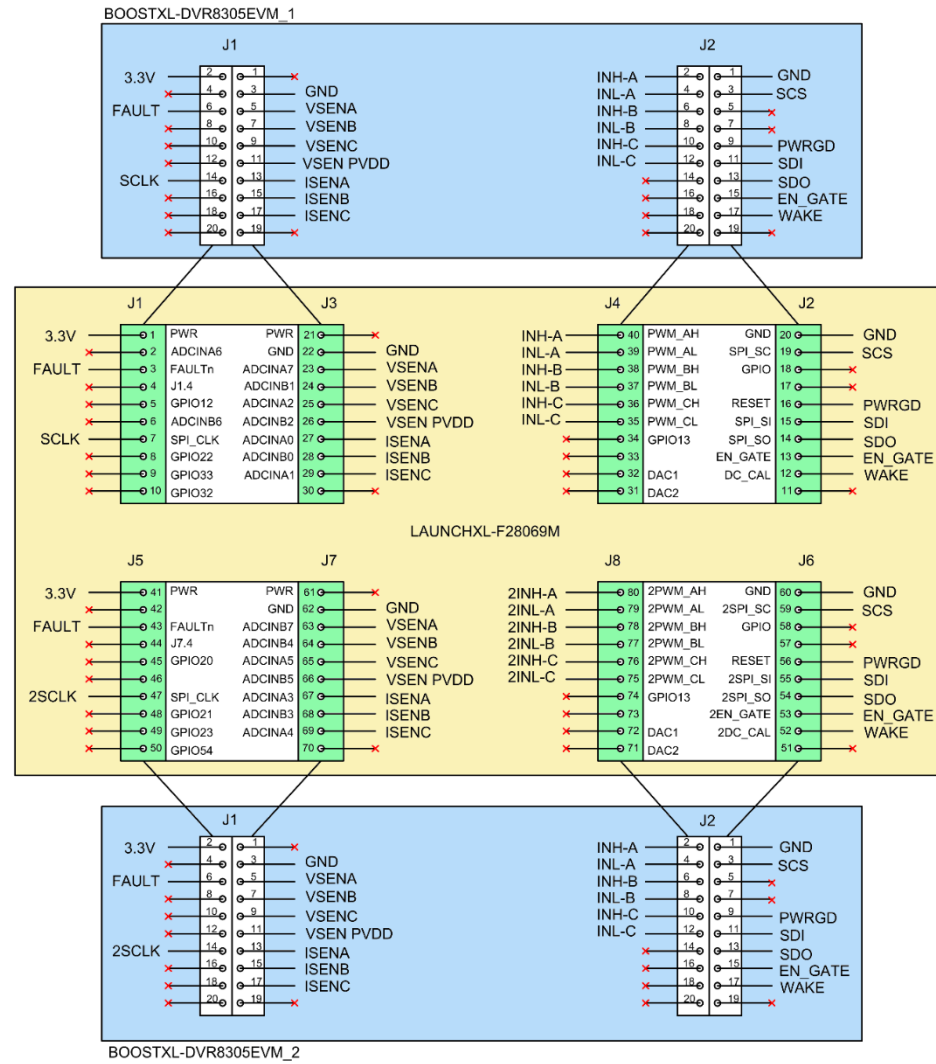 BOOSTXL-DVR8305EVM_1
J1 J2
3.3V 2 1 INH-A 2 1 GND
4 3 GND INL-A 4 3 SCS
FAULT 6 5 VSENA INH-B 6 5
8 7 VSENB INL-B 8 7
10 9 VSENC INH-C 10 9 PWRGD
12 11 VSEN PVDD INL-C 12 11 SDI
SCLK 14 13 ISENA 14 13 SDO
16 15 ISENB 16 15 EN_GATE
18 17 ISENC 18 17 WAKE
20 19 20 19
J1 J3 J4 J2
3.3V 1 PWR PWR 21 INH-A 40 PWM_AH GND 20 GND
2 ADCINA6 GND 22 GND INL-A 39 PWM_AL SPI_SC 19 SCS
FAULT 3 FAULTn ADCINA7 23 VSENA INH-B 38 PWM_BH GPIO 18
4 J1.4 ADCINB1 24 VSENB INL-B 37 PWM_BL 17
5 GPIO12 ADCINA2 25 VSENC INH-C 36 PWM_CH RESET 16 PWRGD
6 ADCINB6 ADCINB2 26 VSEN PVDD INL-C 35 PWM_CL SPI_SI 15 SDI
SCLK 7 SPI_CLK ADCINA0 27 ISENA 34 GPIO13 SPI_SO 14 SDO
8 GPIO22 ADCINB0 28 ISENB 33 EN_GATE 13 EN_GATE
9 GPIO33 ADCINA1 29 ISENC 32 DAC1 DC_CAL 12 WAKE
10 GPIO32 30 31 DAC2 11
LAUNCHXL-F28069M
J5 J7 J8 J6
3.3V 41 PWR PWR 61 2INH-A 80 2PWM_AH GND 60 GND
42 GND 62 GND 2INL-A 79 2PWM_AL 2SPI_SC 59 SCS
FAULT 43 FAULTn ADCINB7 63 VSENA 2INH-B 78 2PWM_BH GPIO 58
44 J7.4 ADCINB4 64 VSENB 2INL-B 77 2PWM_BL 57
45 GPIO20 ADCINA5 65 VSENC 2INH-C 76 2PWM_CH RESET 56 PWRGD
46 ADCINB5 66 VSEN PVDD 2INL-C 75 2PWM_CL 2SPI_SI 55 SDI
2SCLK 47 SPI_CLK ADCINA3 67 ISENA 74 GPIO13 2SPI_SO 54 SDO
48 GPIO21 ADCINB3 68 ISENB 73 2EN_GATE 53 EN_GATE
49 GPIO23 ADCINA4 69 ISENC 72 DAC1 2DC_CAL 52 WAKE
50 GPIO54 70 71 DAC2 51
J1 J2
3.3V 2 1 INH-A 2 1 GND
4 3 GND INL-A 4 3 SCS
FAULT 6 5 VSENA INH-B 6 5
8 7 VSENB INL-B 8 7
10 9 VSENC INH-C 10 9 PWRGD
12 11 VSEN PVDD INL-C 12 11 SDI
2SCLK 14 13 ISENA 14 13 SDO
16 15 ISENB 16 15 EN_GATE
18 17 ISENC 18 17 WAKE
20 19 20 19
BOOSTXL-DVR8305EVM_2